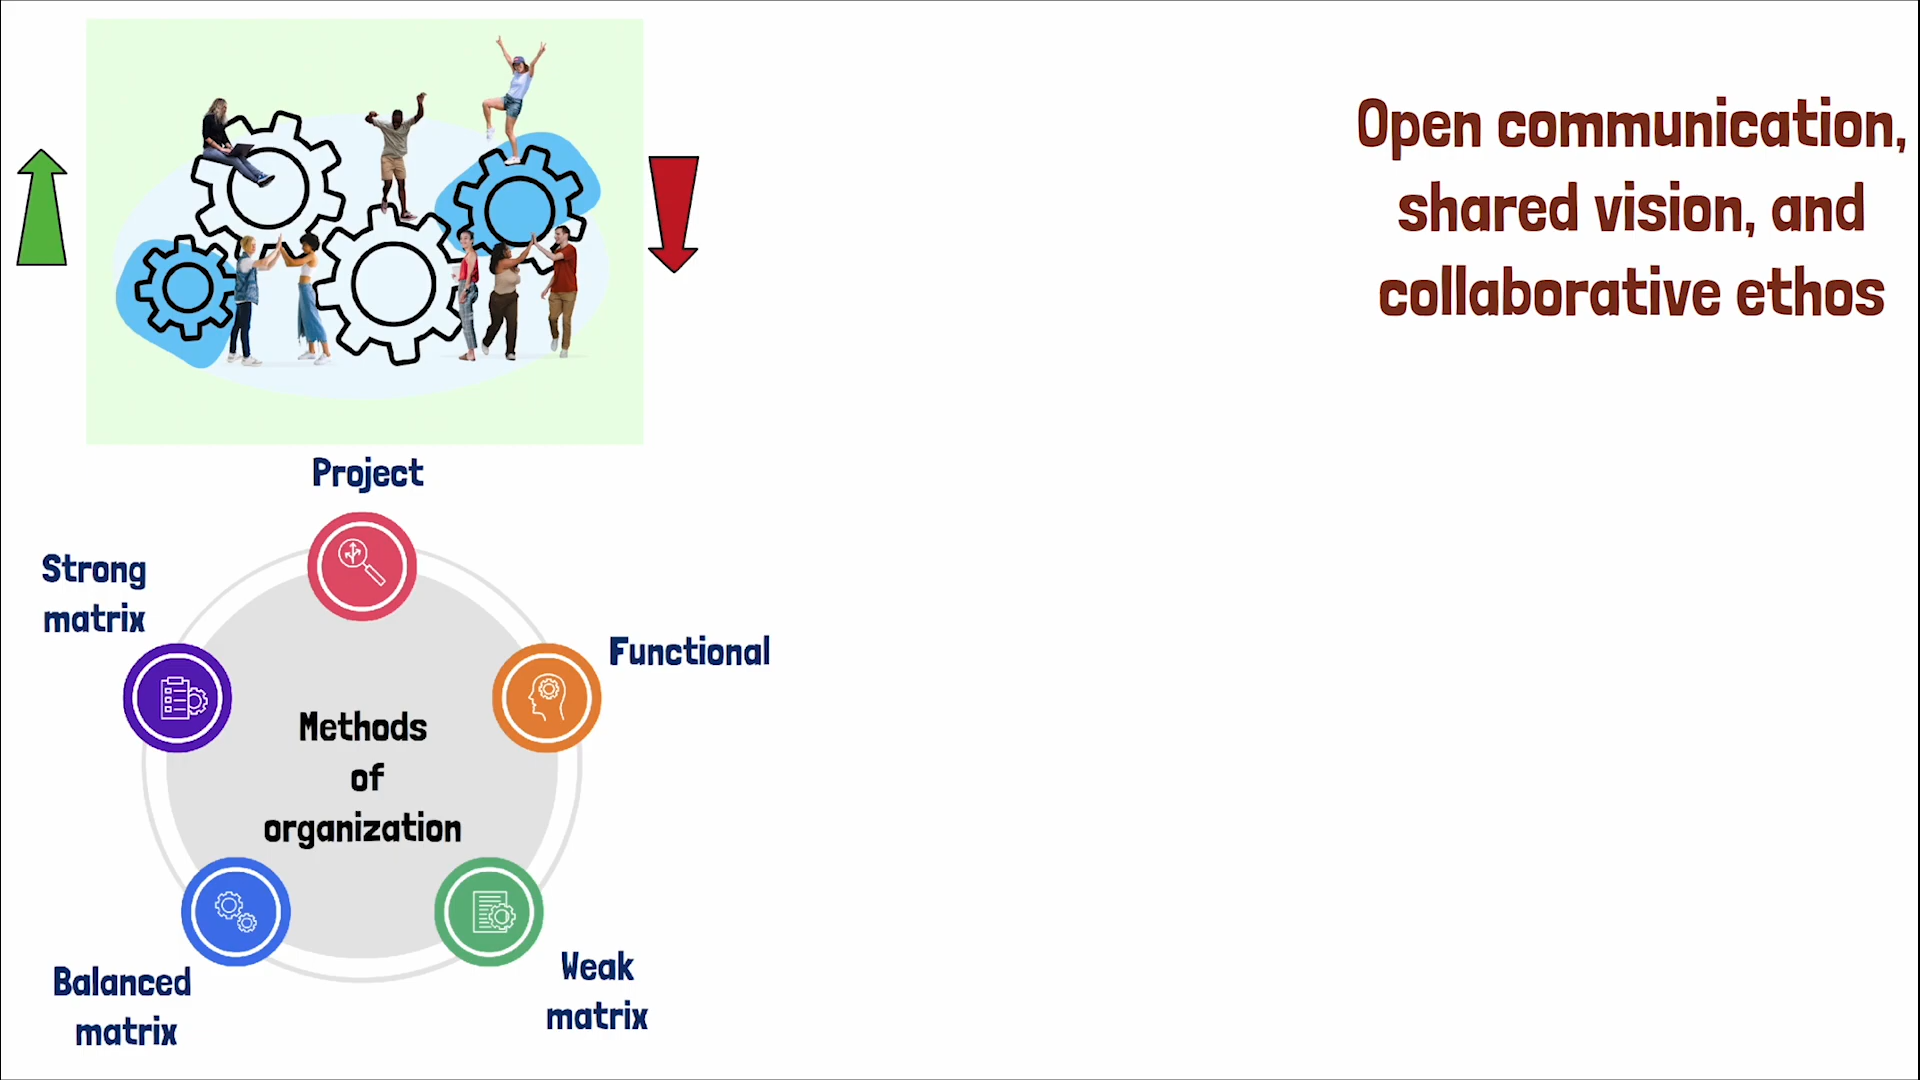 Open communication,
shared vision, and
collaborative ethos
Project
Strong
matrix
Functional
Methods
of
organization
Balanced
matrix
Weak
matrix